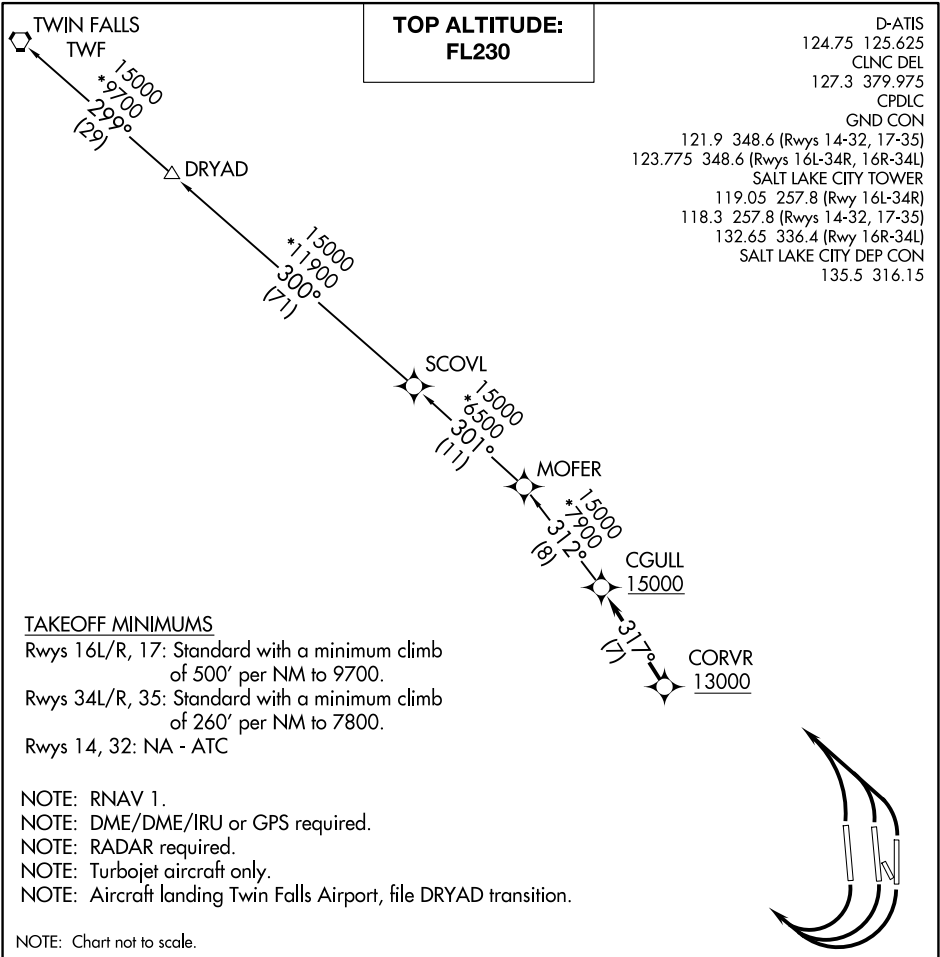 TWIN FALLS
TWF
TOP ALTITUDE:
FL230
D-ATIS
124.75 125.625
CLNC DEL
127.3 379.975
CPDLC
GND CON
121.9 348.6 (Rwys 14-32, 17-35)
123.775 348.6 (Rwys 16L-34R, 16R-34L)
SALT LAKE CITY TOWER
119.05 257.8 (Rwy 16L-34R)
118.3 257.8 (Rwys 14-32, 17-35)
132.65 336.4 (Rwy 16R-34L)
SALT LAKE CITY DEP CON
135.5 316.15
15000
*9700
299°
(29)
DRYAD
15000
*11900
300°
(71)
SCOVL
15000
*6500
301°
(11)
MOFER
15000
*7900
312°
(8)
CGULL
15000
317°
(7)
CORVR
13000
TAKEOFF MINIMUMS
Rwys 16L/R, 17: Standard with a minimum climb
of 500' per NM to 9700.
Rwys 34L/R, 35: Standard with a minimum climb
of 260' per NM to 7800.
Rwys 14, 32: NA - ATC
NOTE: RNAV 1.
NOTE: DME/DME/IRU or GPS required.
NOTE: RADAR required.
NOTE: Turbojet aircraft only.
NOTE: Aircraft landing Twin Falls Airport, file DRYAD transition.
NOTE: Chart not to scale.